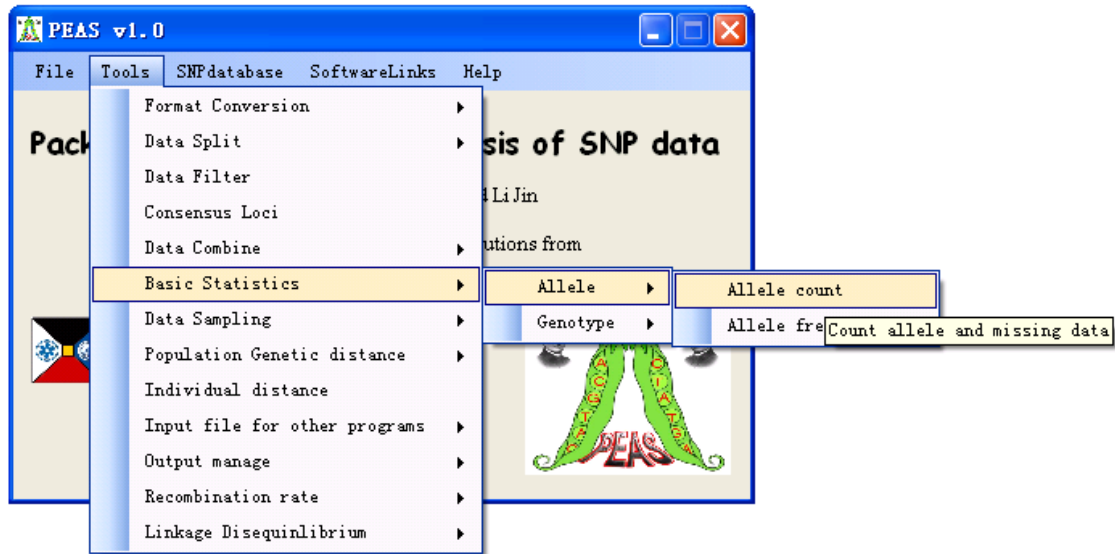 PEAS v1.0
File Tools SNPdatabase SoftwareLinks Help
Format Conversion
Pack
Data Split
sis of SNP data
Data Filter
Li Jin
Consensus Loci
Data Combine
utions from
Basic Statistics
Allele
Allele count
Data Sampling
Genotype
Allele fre
Count allele and missing data
Population Genetic distance
Individual distance
Input file for other programs
PEAS
Output manage
Recombination rate
Linkage Disequinlibrium